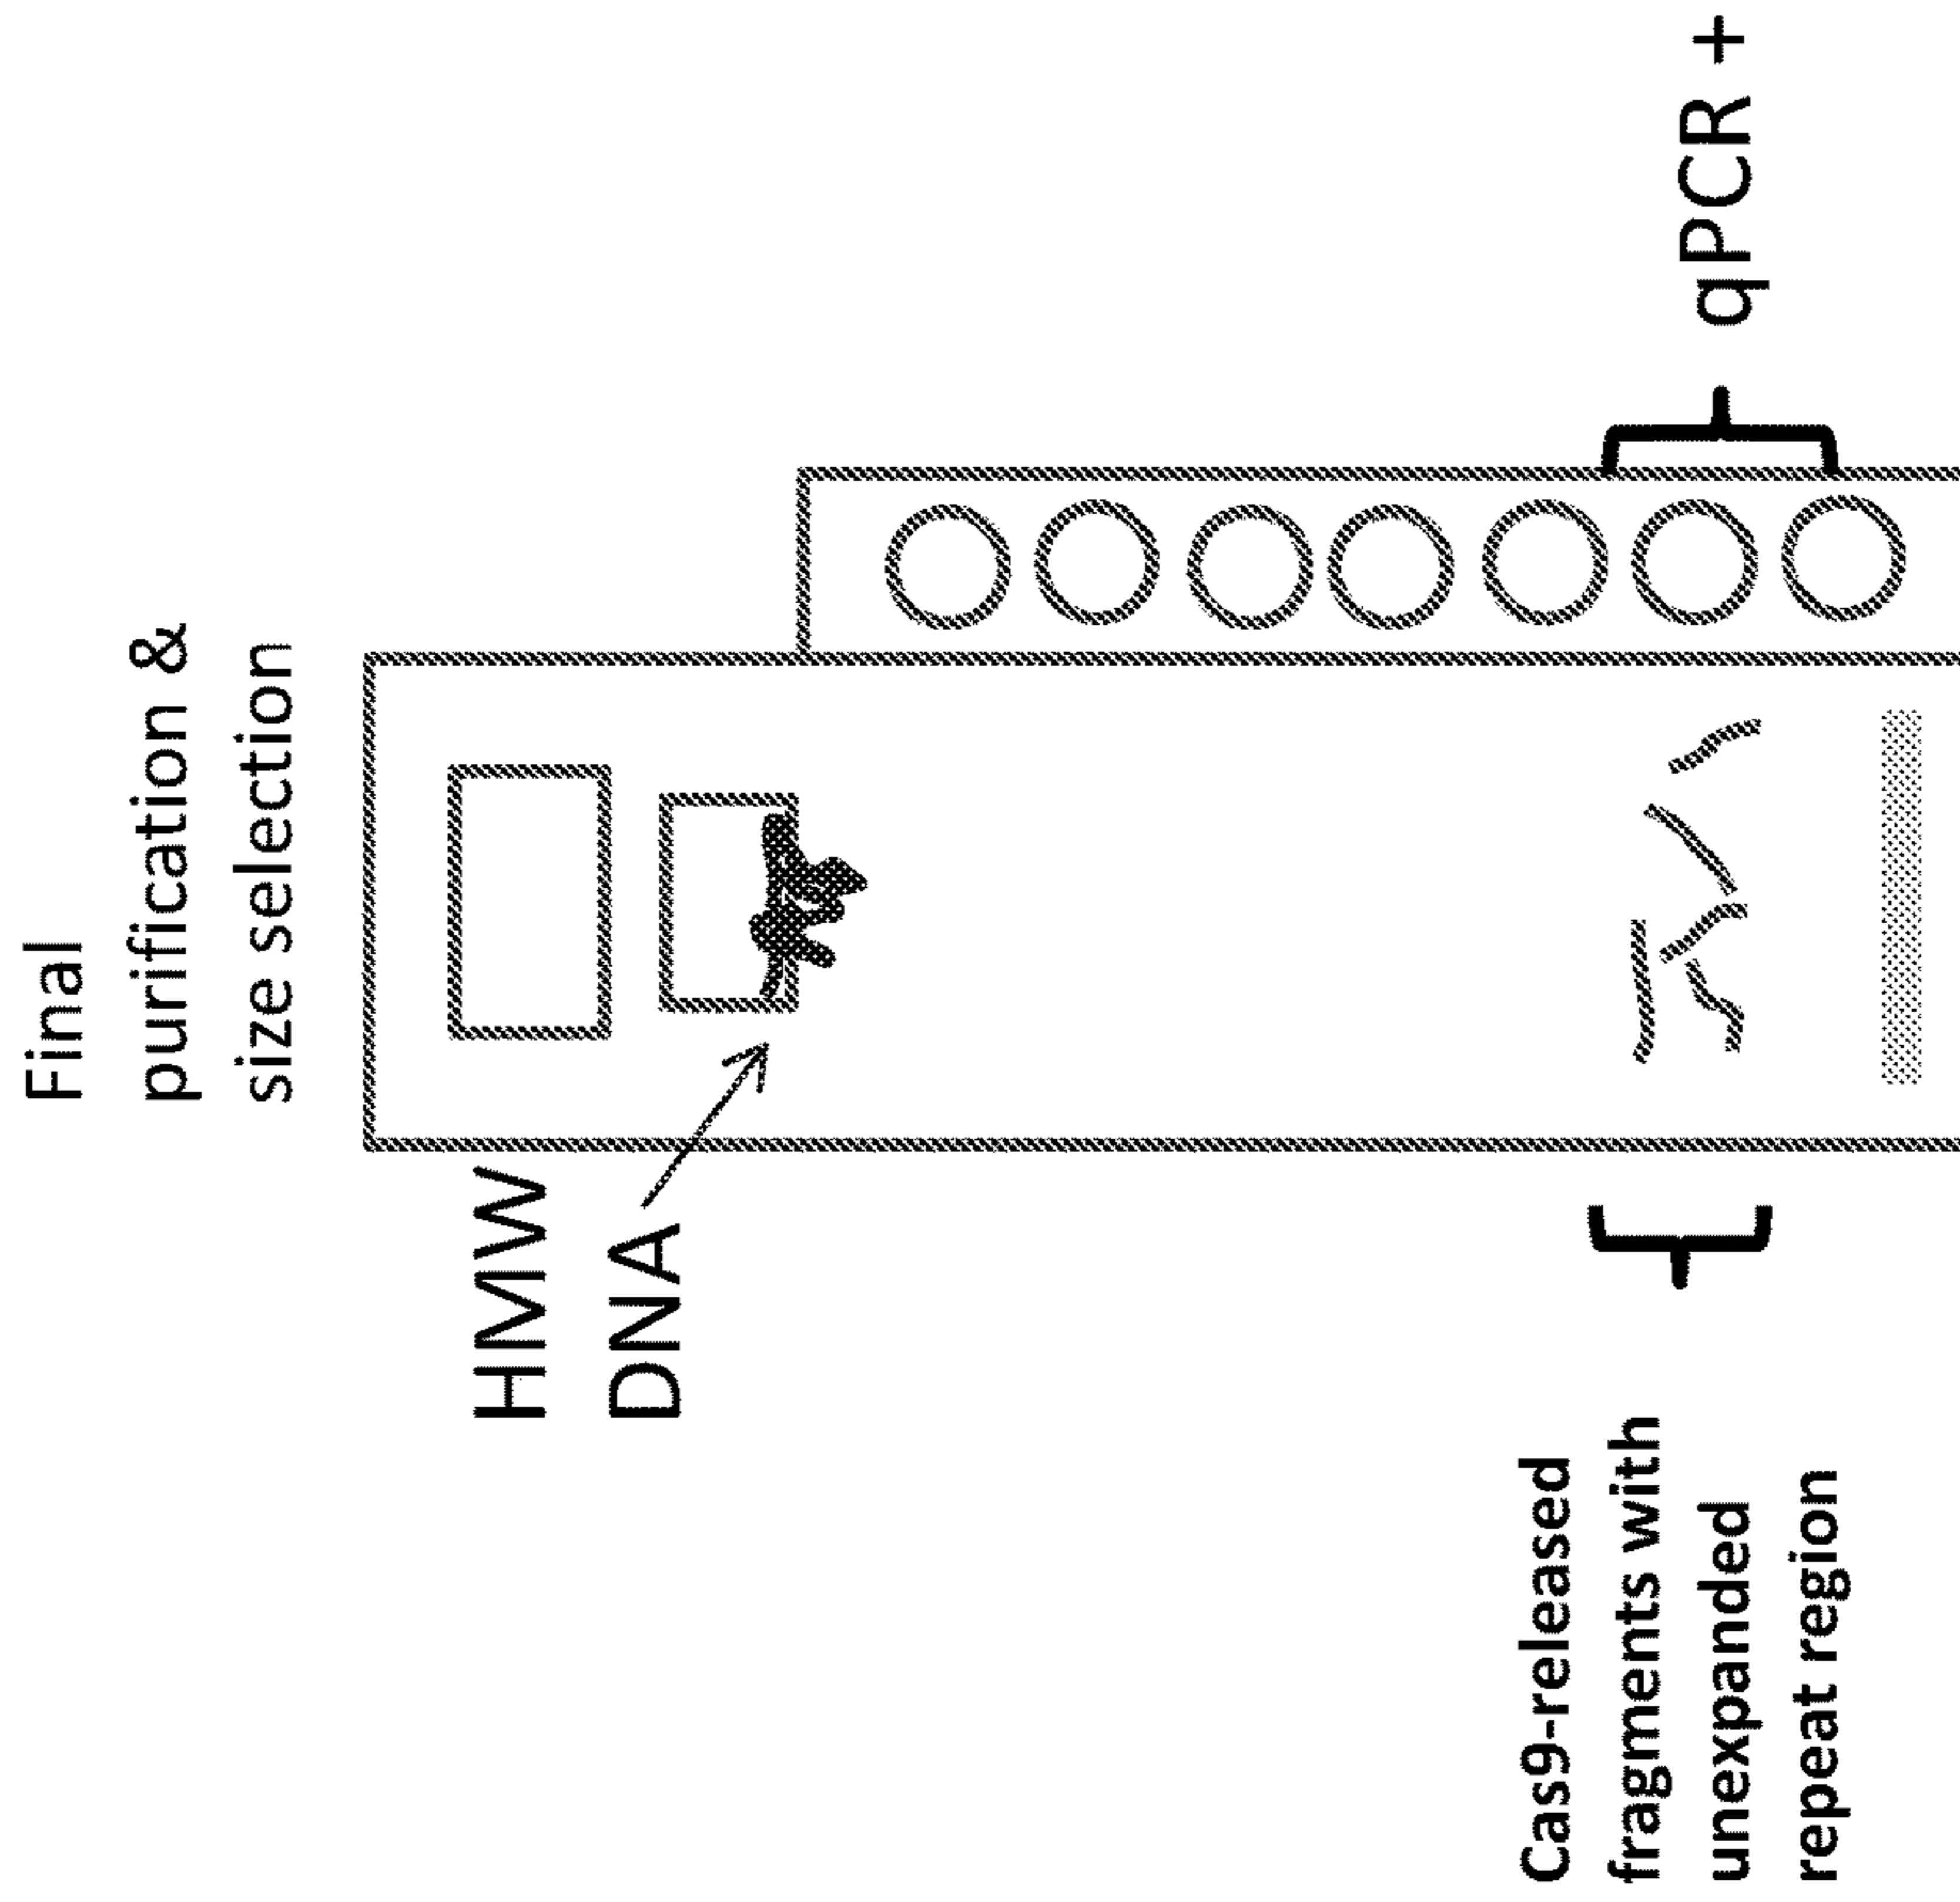 Final
purification &
size selection
HMW
DNA
Cas9-released
fragments with
unexpanded
repeat region
qPCR +